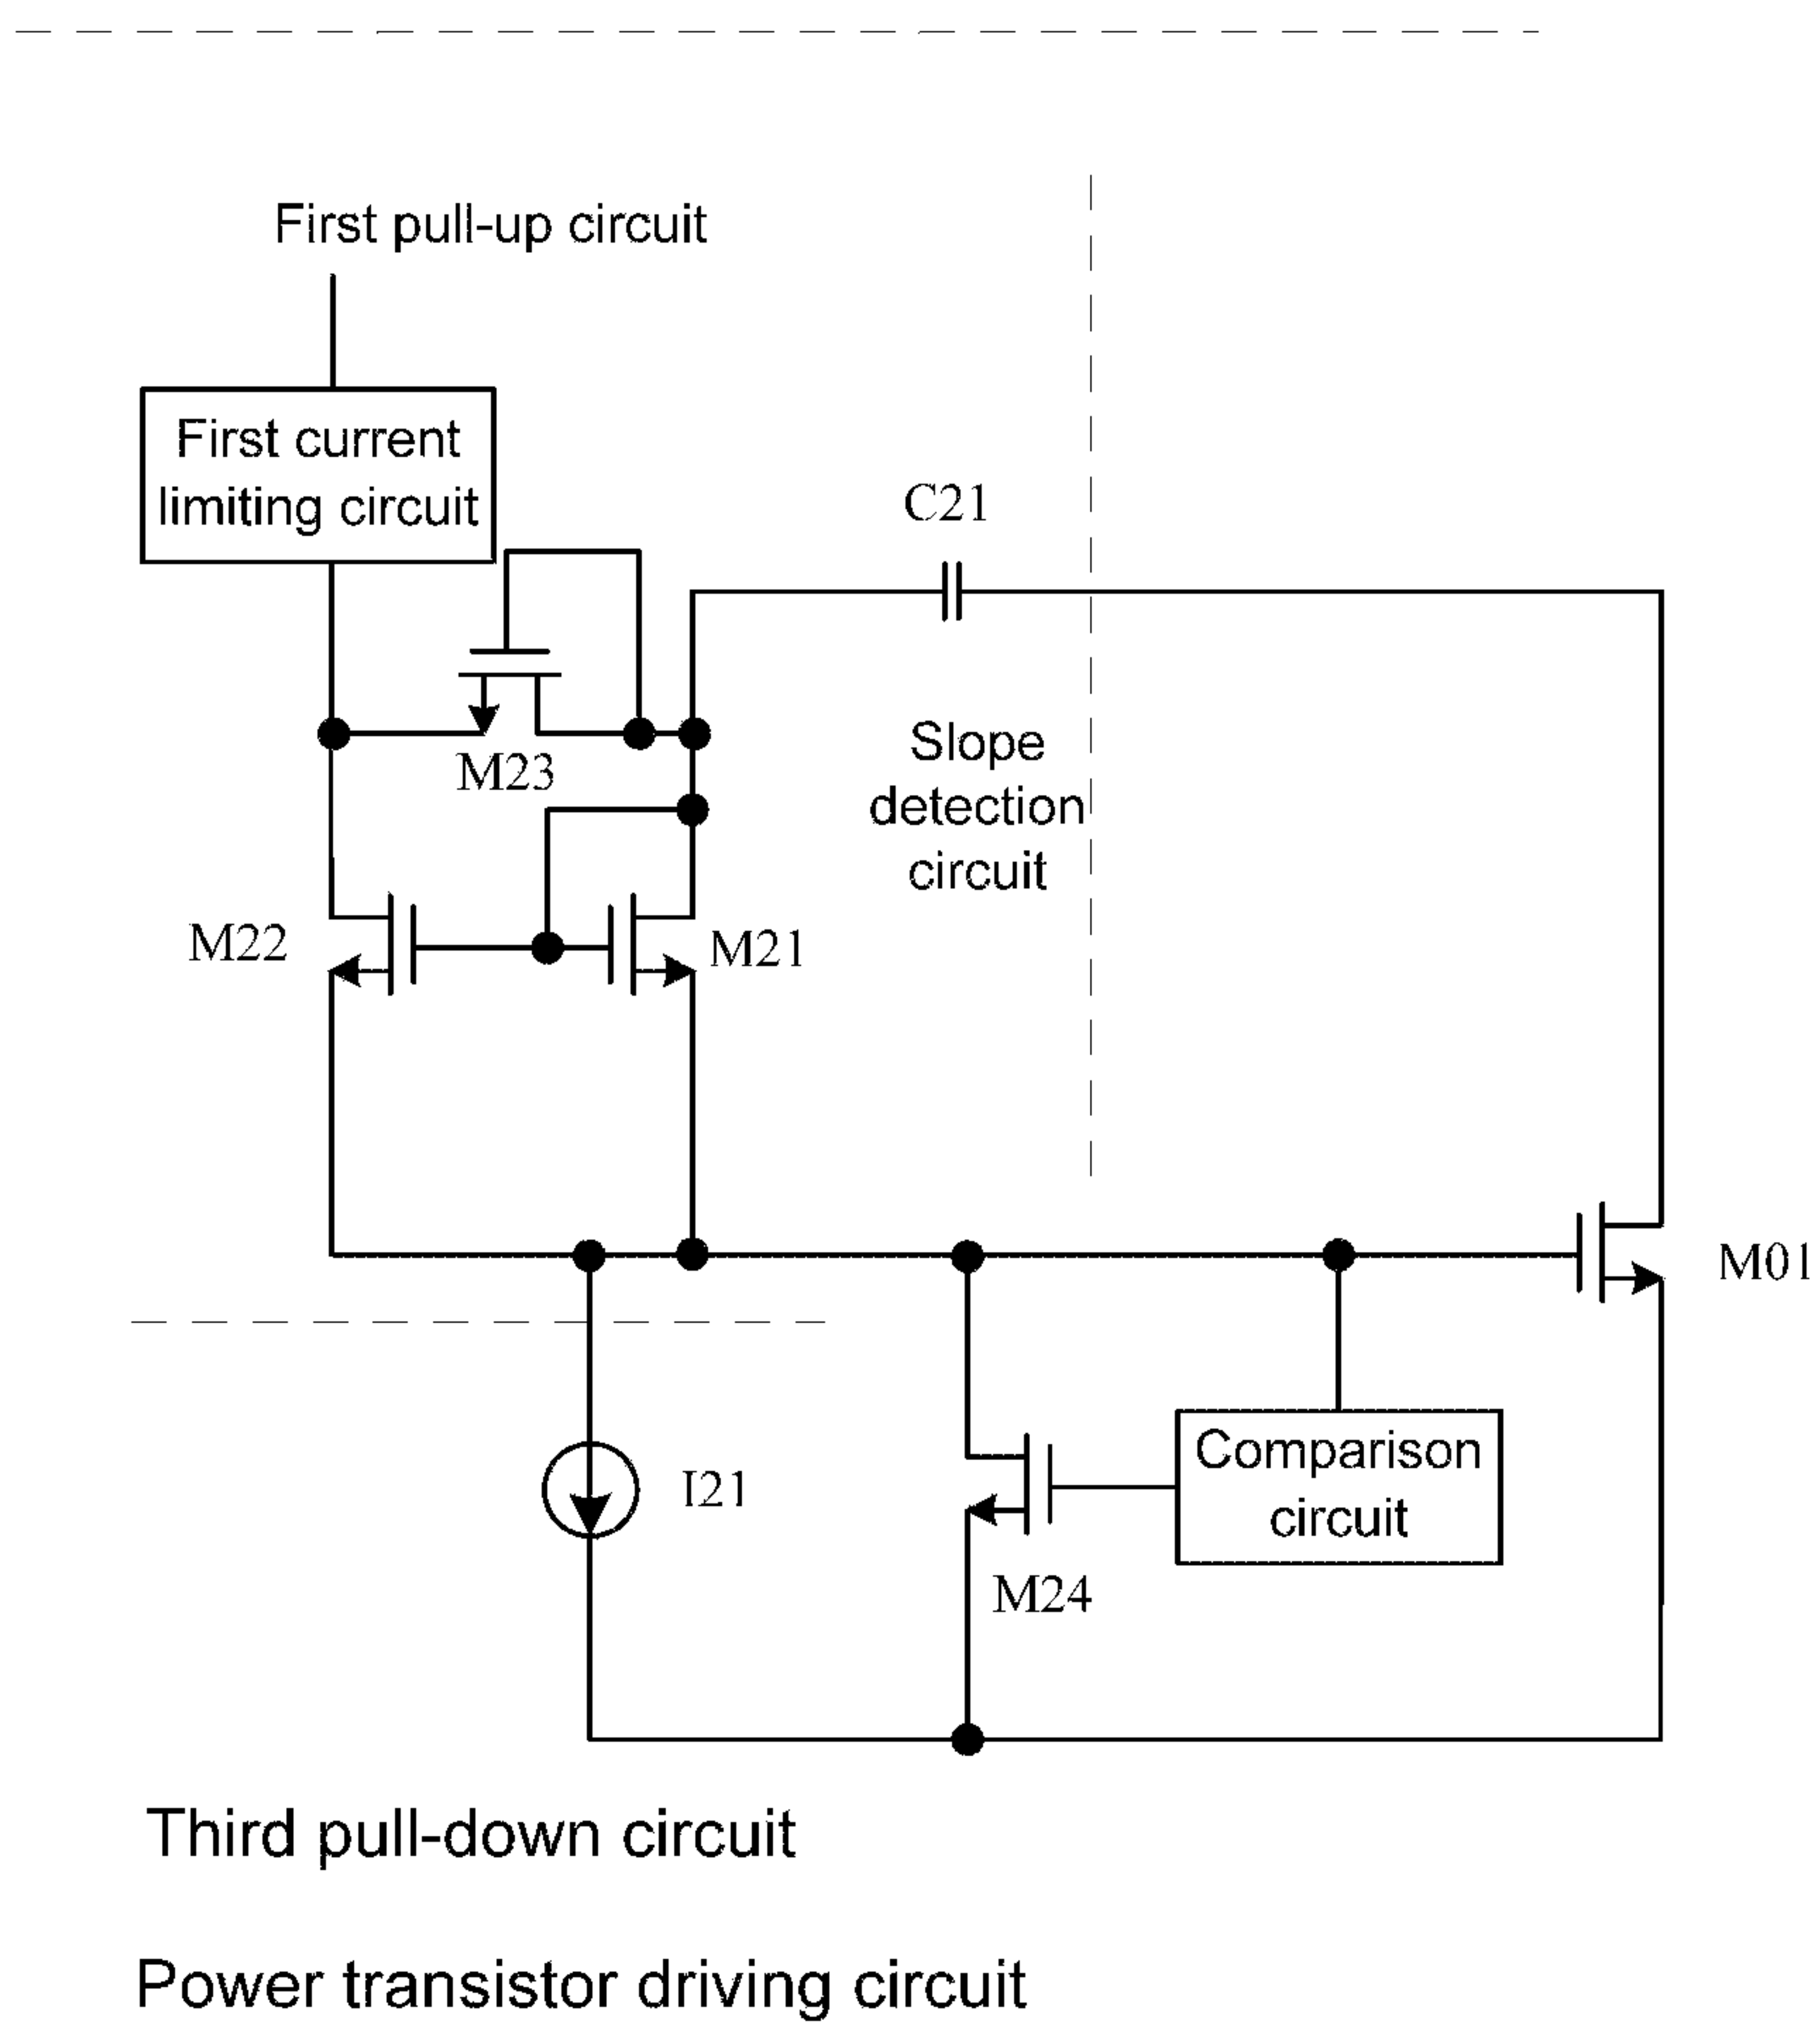 First pull-up circuit
First current
limiting circuit
C21
M23
Slope
detection
circuit
M22
M21
M01
I21
Comparison
circuit
M24
Third pull-down circuit
Power transistor driving circuit